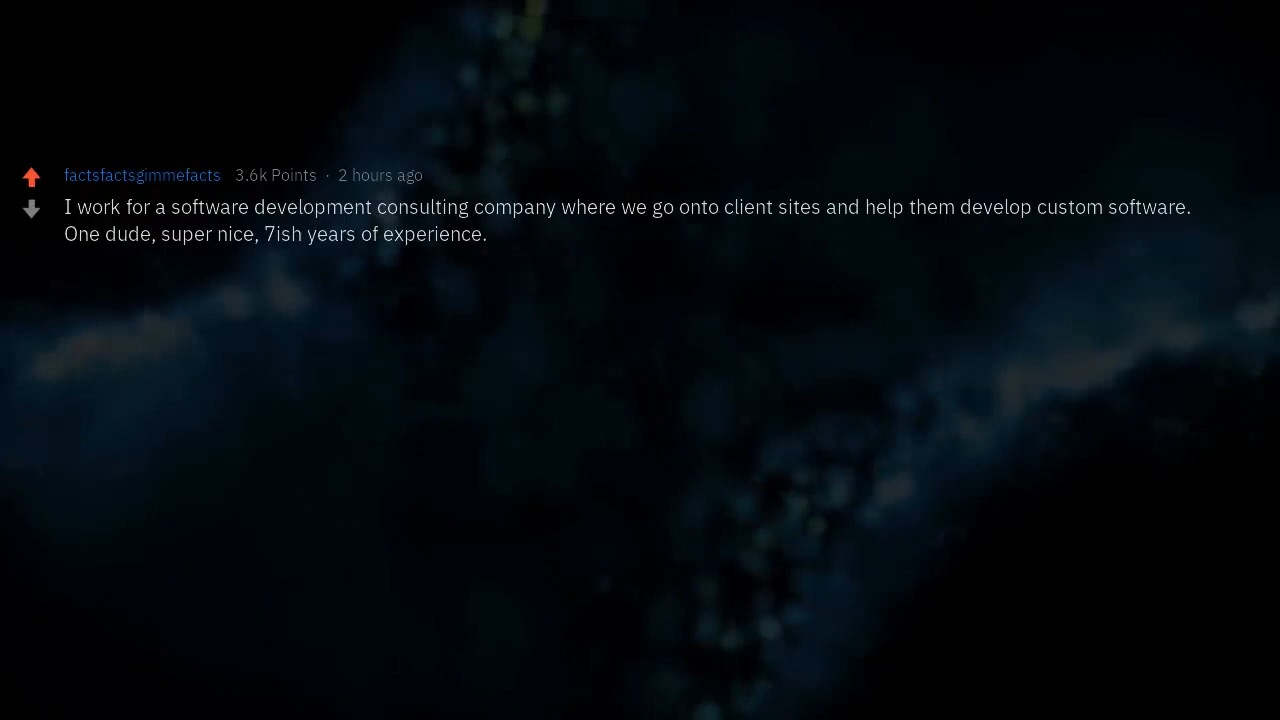 factsfactsgimmefacts 3.6k Points · 2 hours ago
I work for a software development consulting company where we go onto client sites and help them develop custom software.
One dude, super nice, 7ish years of experience.